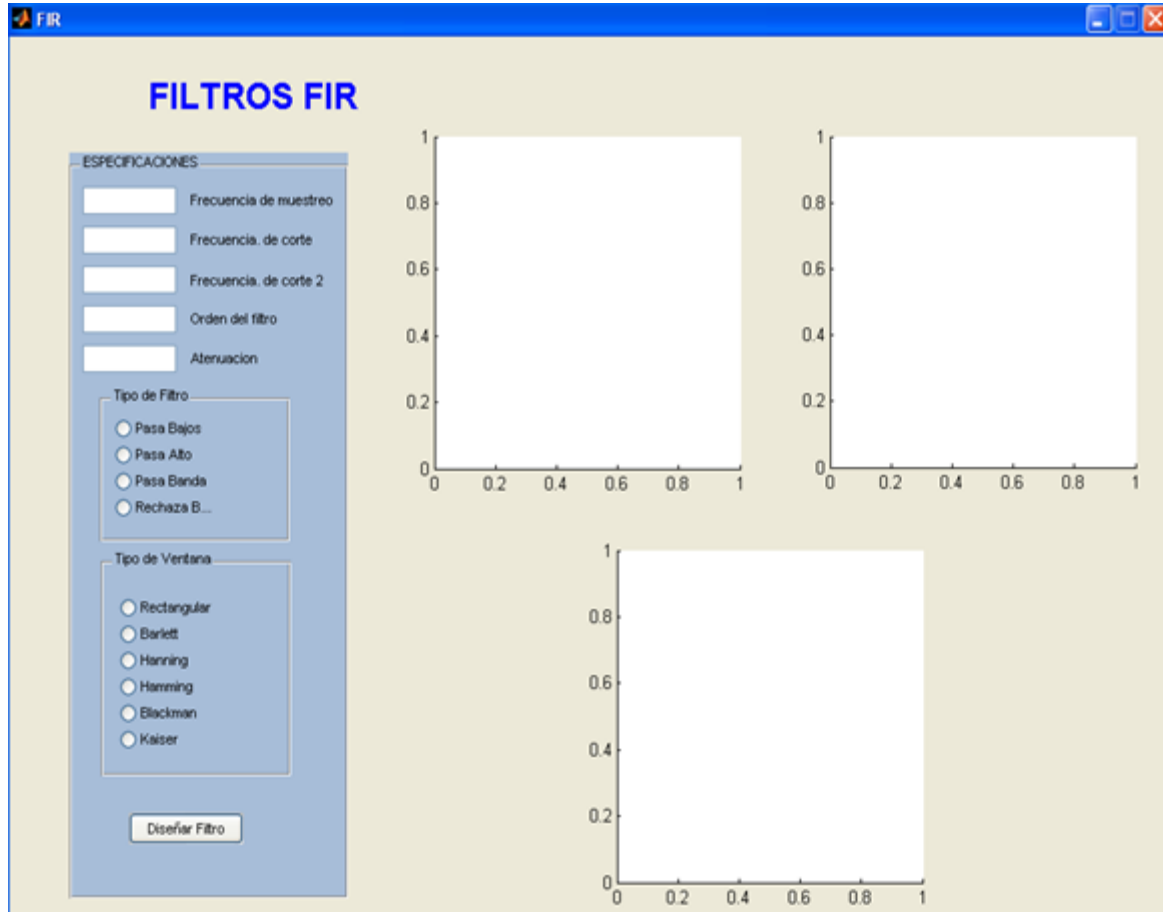 FIR
FILTROS FIR
ESPECIFICACIONES
Frecuencia de muestreo
Frecuencia. de corte
Frecuencia. de corte 2
Orden del filtro
Atenuacion
Tipo de Filtro
Pasa Bajos
Pasa Alto
Pasa Banda
Rechaza B...
Tipo de Ventana
Rectangular
Barlett
Hanning
Hamming
Blackman
Kaiser
Diseñar Filtro
1
0.8
0.6
0.4
0.2
0
0 0.2 0.4 0.6 0.8 1
1
0.8
0.6
0.4
0.2
0
0 0.2 0.4 0.6 0.8 1
1
0.8
0.6
0.4
0.2
0
0 0.2 0.4 0.6 0.8 1